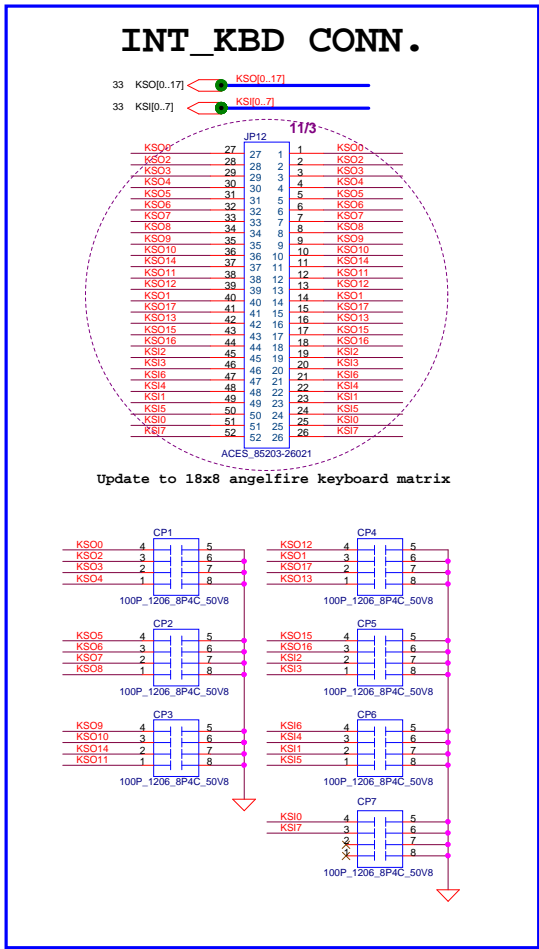 INT_KBD CONN.
33 KSO[0..17] KSO[0..17]
33 KSI[0..7] KSI[0..7]
11/3
JP12
KSO0 27 27 1 1 KSO0
KSO2 28 28 2 2 KSO2
KSO3 29 29 3 3 KSO3
KSO4 30 30 4 4 KSO4
KSO5 31 31 5 5 KSO5
KSO6 32 32 6 6 KSO6
KSO7 33 33 7 7 KSO7
KSO8 34 34 8 8 KSO8
KSO9 35 35 9 9 KSO9
KSO10 36 36 10 10 KSO10
KSO14 37 37 11 11 KSO14
KSO11 38 38 12 12 KSO11
KSO12 39 39 13 13 KSO12
KSO1 40 40 14 14 KSO1
KSO17 41 41 15 15 KSO17
KSO13 42 42 16 16 KSO13
KSO15 43 43 17 17 KSO15
KSO16 44 44 18 18 KSO16
KSI2 45 45 19 19 KSI2
KSI3 46 46 20 20 KSI3
KSI6 47 47 21 21 KSI6
KSI4 48 48 22 22 KSI4
KSI1 49 49 23 23 KSI1
KSI5 50 50 24 24 KSI5
KSI0 51 51 25 25 KSI0
KSI7 52 52 26 26 KSI7
ACES_85203-26021
Update to 18x8 angelfire keyboard matrix
CP1
KSO0 4 5
KSO2 3 6
KSO3 2 7
KSO4 1 8
100P_1206_8P4C_50V8
CP4
KSO12 4 5
KSO1 3 6
KSO17 2 7
KSO13 1 8
100P_1206_8P4C_50V8
CP2
KSO5 4 5
KSO6 3 6
KSO7 2 7
KSO8 1 8
100P_1206_8P4C_50V8
CP5
KSO15 4 5
KSO16 3 6
KSI2 2 7
KSI3 1 8
100P_1206_8P4C_50V8
CP3
KSO9 4 5
KSO10 3 6
KSO14 2 7
KSO11 1 8
100P_1206_8P4C_50V8
CP6
KSI6 4 5
KSI4 3 6
KSI1 2 7
KSI5 1 8
100P_1206_8P4C_50V8
CP7
KSI0 4 5
KSI7 3 6
2 7
1 8
100P_1206_8P4C_50V8